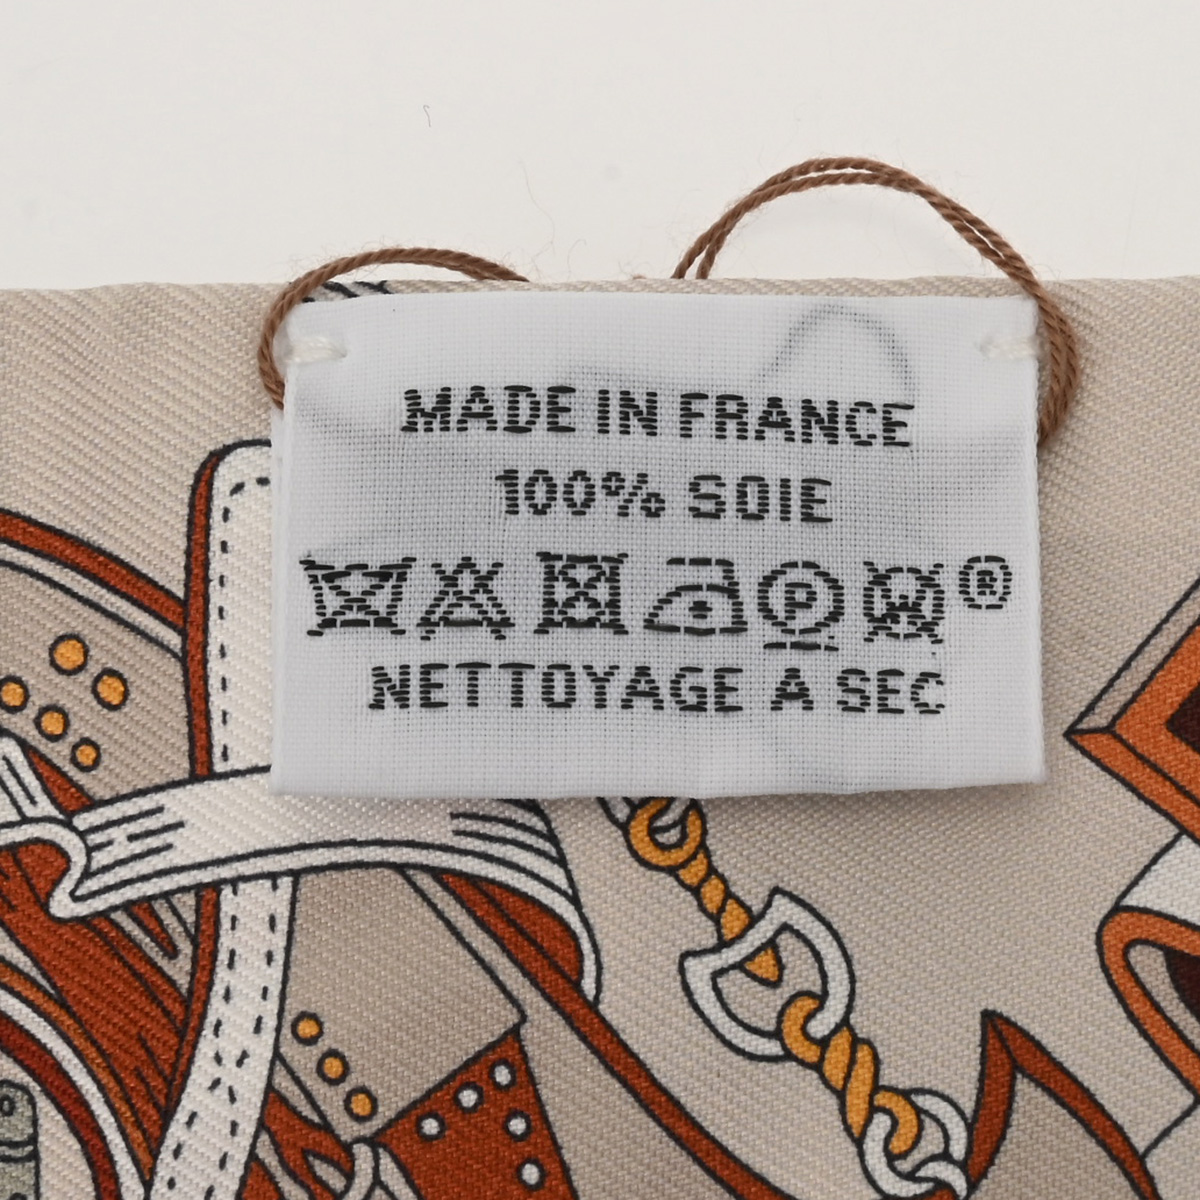 MADE IN FRANCE
100% SOIE
P W ®
NETTOYAGE A SEC